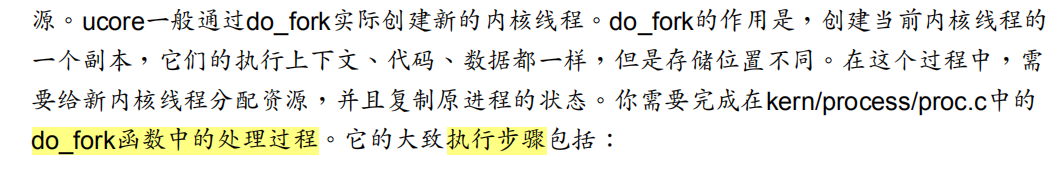 源。ucore一般通过do_fork实际创建新的内核线程。do_fork的作用是，创建当前内核线程的
一个副本，它们的执行上下文、代码、数据都一样，但是存储位置不同。在这个过程中，需
要给新内核线程分配资源，并且复制原进程的状态。你需要完成在kern/process/proc.c中的
do_fork函数中的处理过程。它的大致执行步骤包括：